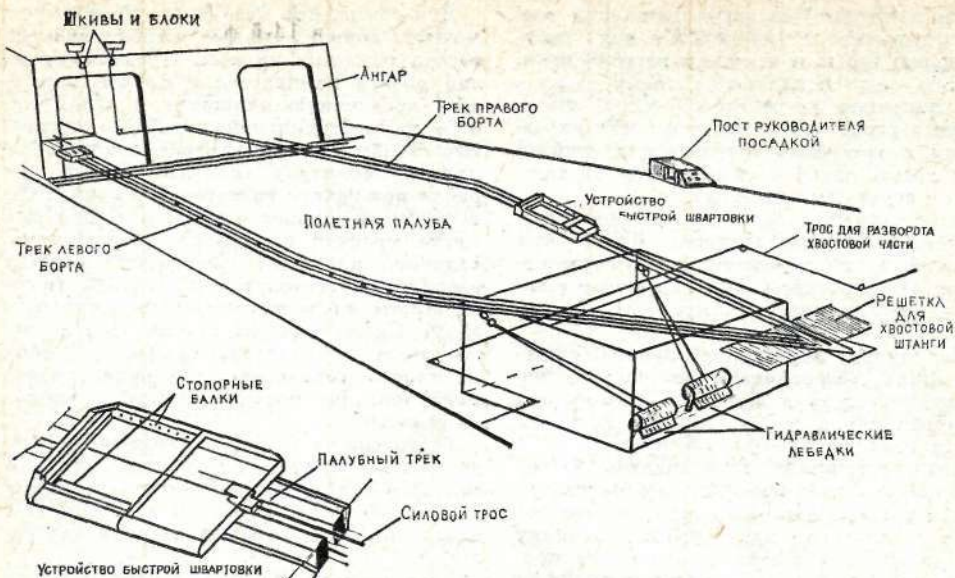 Шкивы и блоки
Ангар
Трек правого
борта
Пост руководителя
посадкой
Устройство
быстрой швартовки
Полетная палуба
Трос для разворота
хвостовой части
Трек левого
борта
Решетка
для
хвостовой
штанги
Стопорные
балки
Гидравлические
лебедки
Палубный трек
Силовой трос
Устройство быстрой швартовки